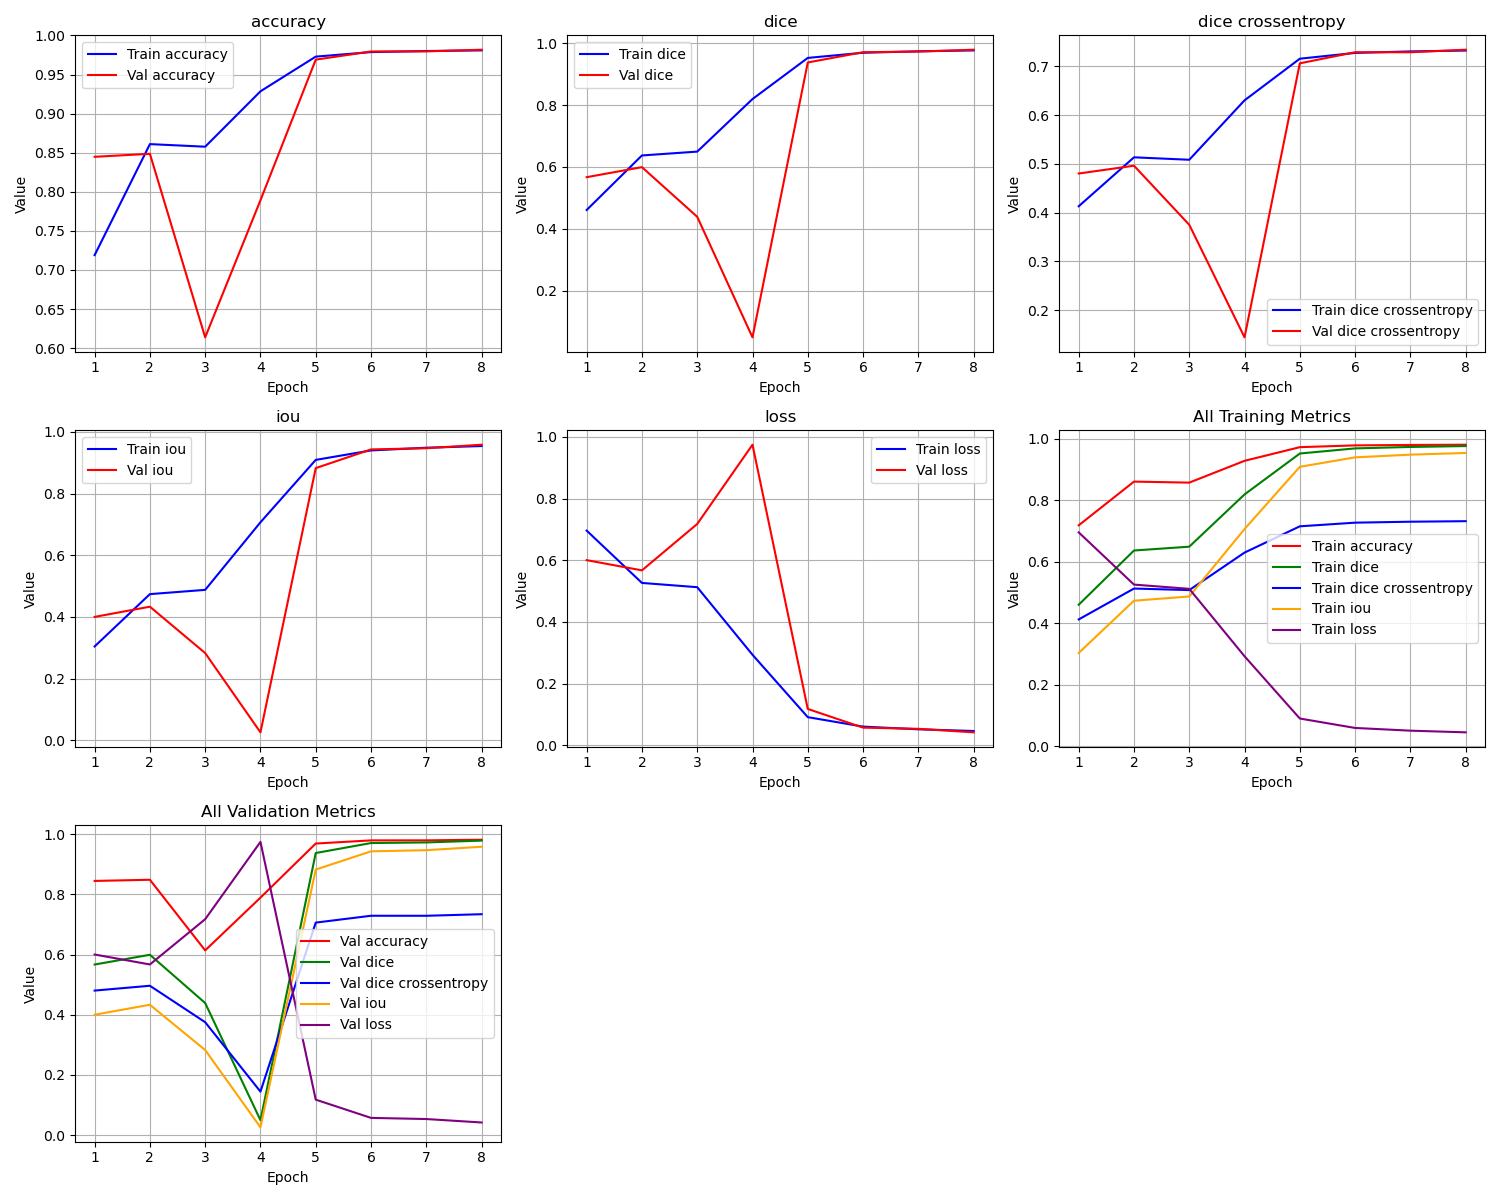 accuracy
1.00
0.95
0.90
0.85
0.80
0.75
0.70
0.65
0.60
Value
Train accuracy
Val accuracy
1 2 3 4 5 6 7 8
Epoch
dice
1.0
0.8
0.6
0.4
0.2
Value
Train dice
Val dice
1 2 3 4 5 6 7 8
Epoch
dice crossentropy
0.7
0.6
0.5
0.4
0.3
0.2
Value
Train dice crossentropy
Val dice crossentropy
1 2 3 4 5 6 7 8
Epoch
iou
1.0
0.8
0.6
0.4
0.2
0.0
Value
Train iou
Val iou
1 2 3 4 5 6 7 8
Epoch
loss
1.0
0.8
0.6
0.4
0.2
0.0
Value
Train loss
Val loss
1 2 3 4 5 6 7 8
Epoch
All Training Metrics
1.0
0.8
0.6
0.4
0.2
0.0
Value
Train accuracy
Train dice
Train dice crossentropy
Train iou
Train loss
1 2 3 4 5 6 7 8
Epoch
All Validation Metrics
1.0
0.8
0.6
0.4
0.2
0.0
Value
Val accuracy
Val dice
Val dice crossentropy
Val iou
Val loss
1 2 3 4 5 6 7 8
Epoch